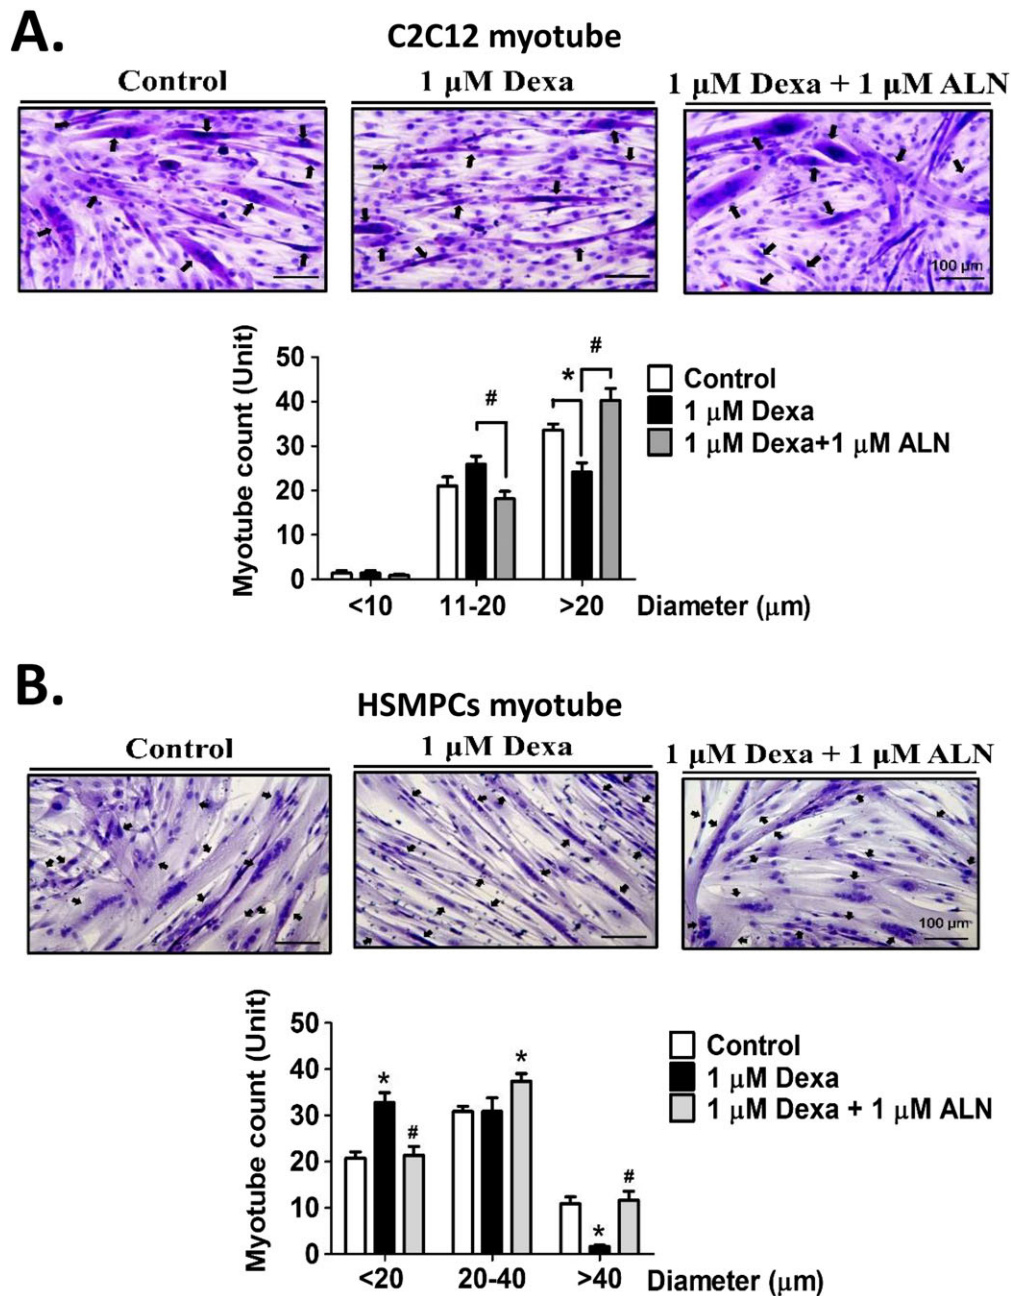 A.
C2C12 myotube
Control
1 μM Dexa
1 μM Dexa + 1 μM ALN
100 μm
Myotube count (Unit)
50
40
30
20
10
0
#
*
#
Control
1 μM Dexa
1 μM Dexa+1 μM ALN
<10
11-20
>20
Diameter (μm)
B.
HSMPCs myotube
Control
1 μM Dexa
1 μM Dexa + 1 μM ALN
100 μm
Myotube count (Unit)
50
40
30
20
10
0
*
#
*
*
#
Control
1 μM Dexa
1 μM Dexa + 1 μM ALN
<20
20-40
>40
Diameter (μm)